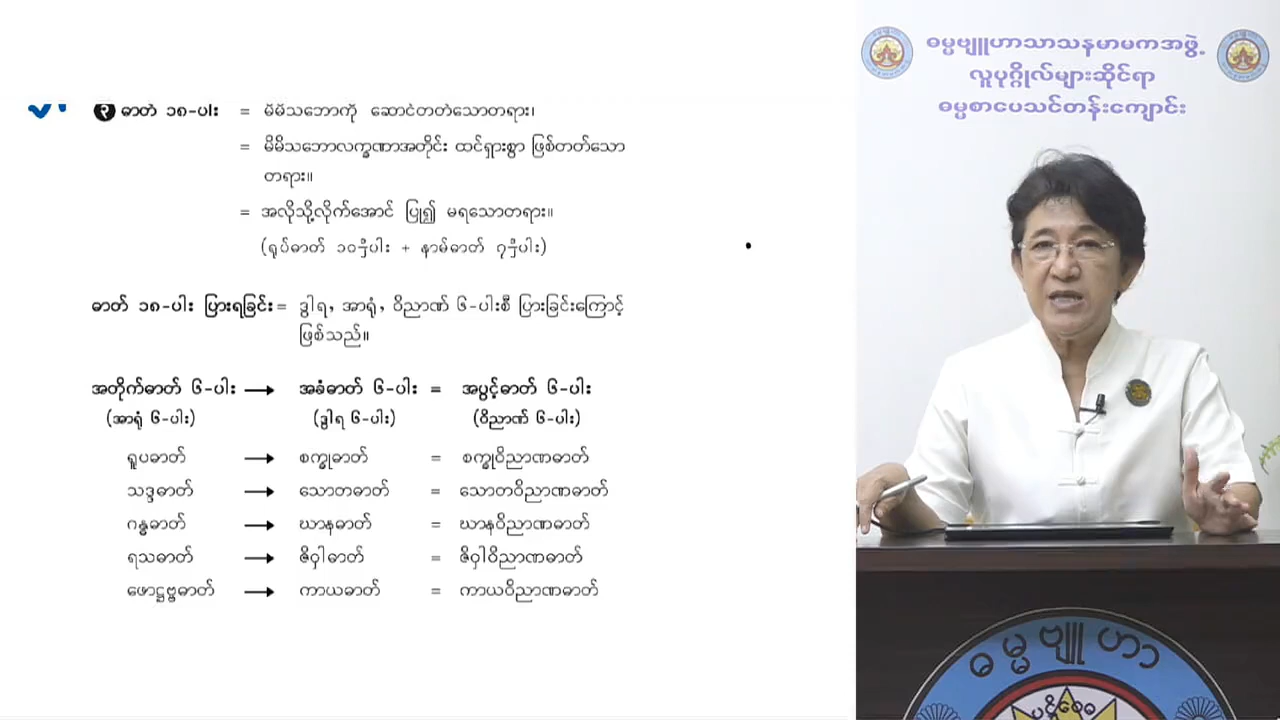 ၃ ဓာတ် ၁၈-ပါး = မိမိသဘောကို ဆောင်တတ်သောတရား၊
= မိမိသဘောလက္ခဏာအတိုင်း ထင်ရှားစွာ ဖြစ်တတ်သော
တရား။
= အလိုသို့လိုက်အောင် ပြု၍ မရသောတရား။
(ရုပ်ဓာတ် ၁၀ ပါး + နာမ်ဓာတ် ၇ ပါး)
ဓာတ် ၁၈-ပါး ပြားရခြင်း = ဒွါရ၊ အာရုံ၊ ဝိညာဏ် ၆-ပါးစီ ပြားခြင်းကြောင့်
ဖြစ်သည်။
အတိုက်ဓာတ် ၆-ပါး → အခံဓာတ် ၆-ပါး = အပွင့်ဓာတ် ၆-ပါး
(အာရုံ ၆-ပါး) (ဒွါရ ၆-ပါး) (ဝိညာဏ် ၆-ပါး)
ရူပဓာတ် → စက္ခုဓာတ် = စက္ခုဝိညာဏဓာတ်
သဒ္ဒဓာတ် → သောတဓာတ် = သောတဝိညာဏဓာတ်
ဂန္ဓဓာတ် → ဃာနဓာတ် = ဃာနဝိညာဏဓာတ်
ရသဓာတ် → ဇိဝှါဓာတ် = ဇိဝှါဝိညာဏဓာတ်
ဖောဋ္ဌဗ္ဗဓာတ် → ကာယဓာတ် = ကာယဝိညာဏဓာတ်
ဓမ္မဗျူဟာသာသနမာမကအဖွဲ့
လူပုဂ္ဂိုလ်များဆိုင်ရာ
ဓမ္မစာပေသင်တန်းကျောင်း
ဓမ္မဗျူဟာ